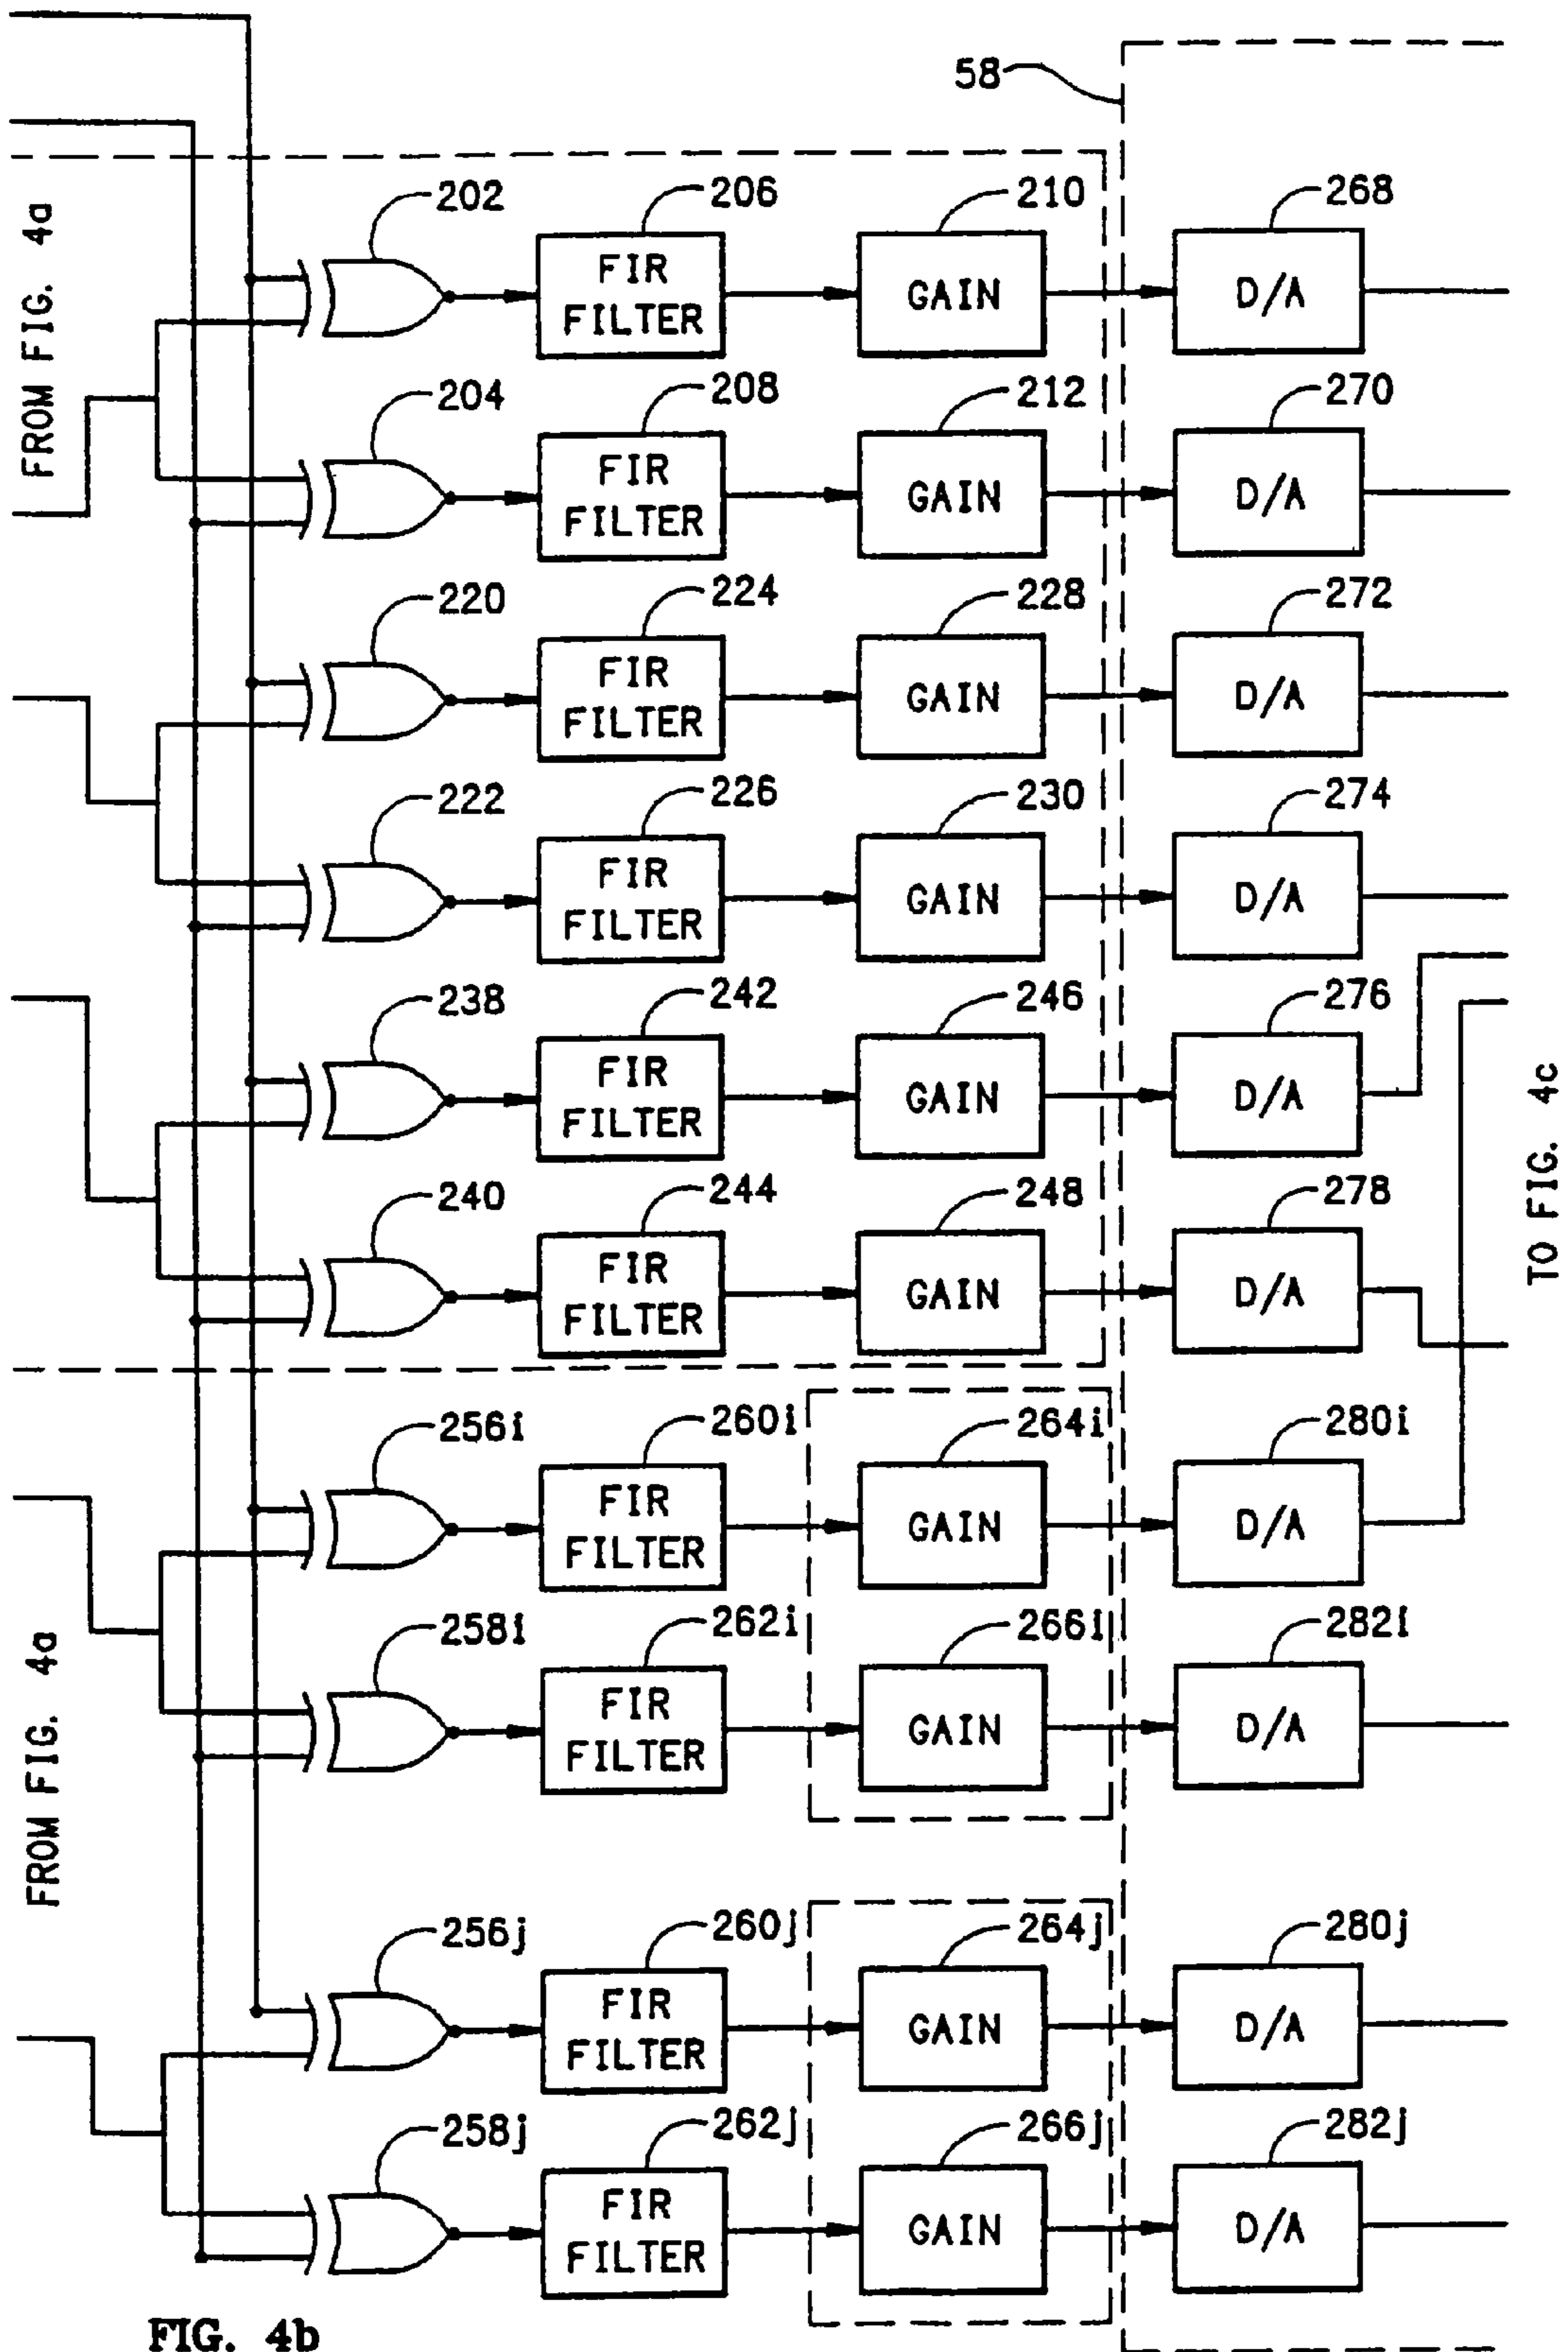 58
202
206
210
268
FIR
FILTER
GAIN
D/A
FROM FIG. 4a
204
208
212
270
FIR
FILTER
GAIN
D/A
220
224
228
272
FIR
FILTER
GAIN
D/A
222
226
230
274
FIR
FILTER
GAIN
D/A
238
242
246
276
FIR
FILTER
GAIN
D/A
TO FIG. 4c
240
244
248
278
FIR
FILTER
GAIN
D/A
256i
260i
264i
280i
FIR
FILTER
GAIN
D/A
FROM FIG. 4a
258i
262i
266i
282i
FIR
FILTER
GAIN
D/A
256j
260j
264j
280j
FIR
FILTER
GAIN
D/A
258j
262j
266j
282j
FIR
FILTER
GAIN
D/A
FIG. 4b